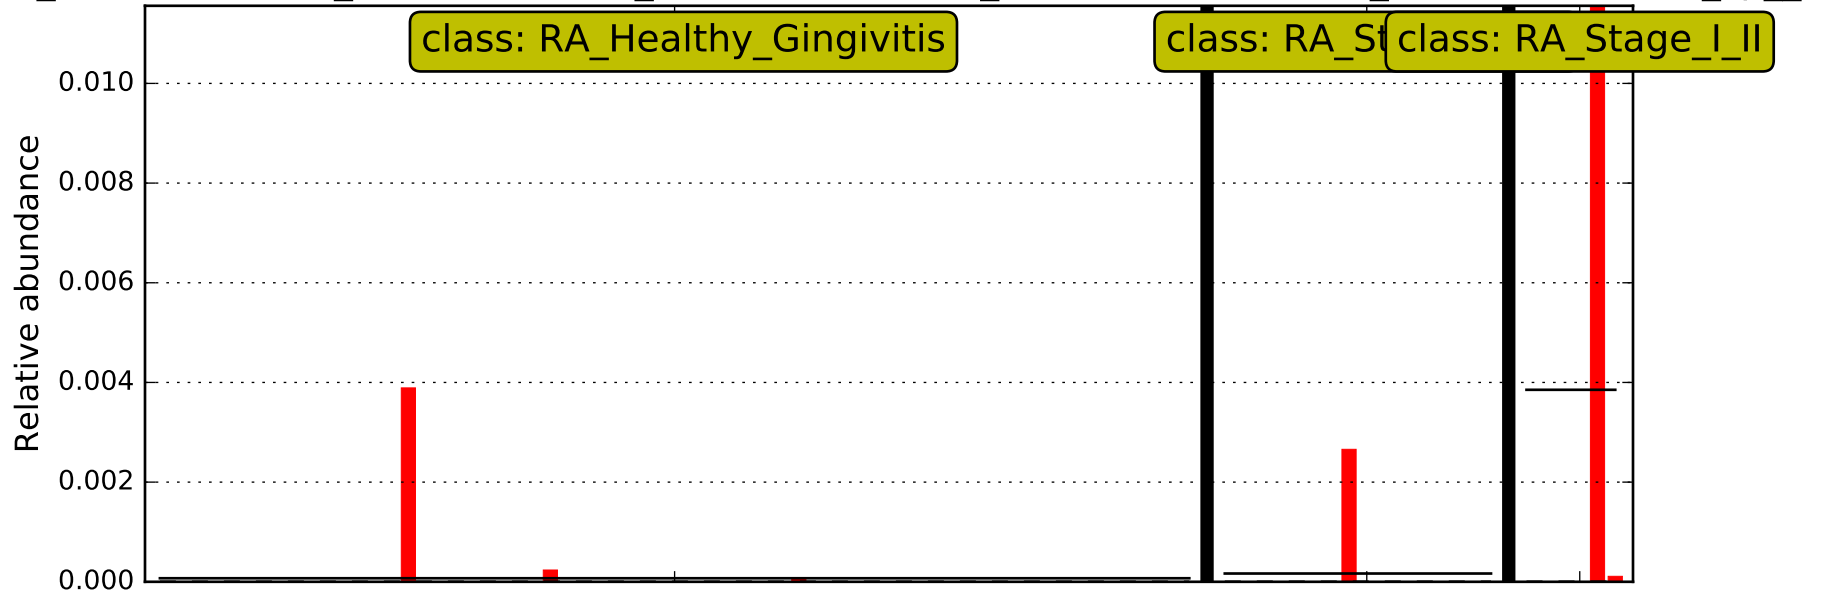 class: RA_Healthy_Gingivitis
class: RA_St
class: RA_Stage_I_II
0.010
0.008
0.006
0.004
0.002
0.000
Relative abundance